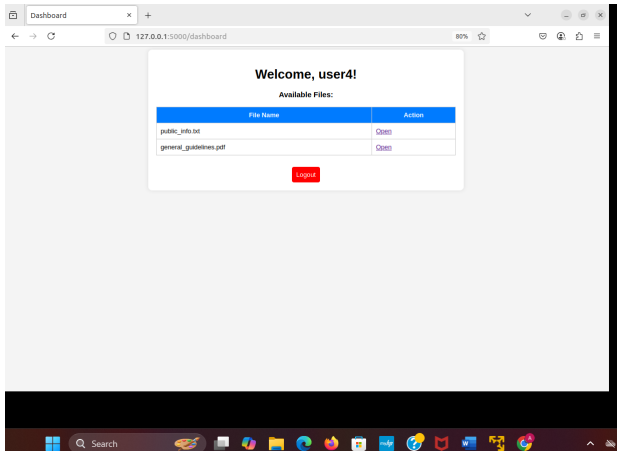 Dashboard
127.0.0.1:5000/dashboard
80%
Welcome, user4!
Available Files:
File Name Action
public_info.txt Open
general_guidelines.pdf Open
Logout
Search